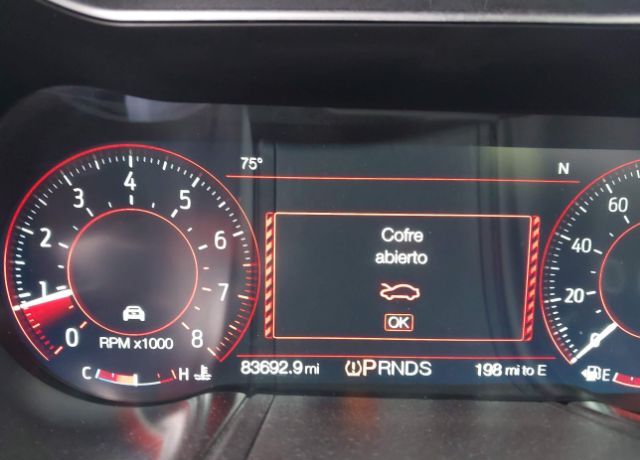 75°
N
4
3
5
2
6
1
7
0
8
RPM x1000
C
H
Cofre
abierto
OK
60
40
20
0
83692.9 mi
PRNDS
198 mi to E
E